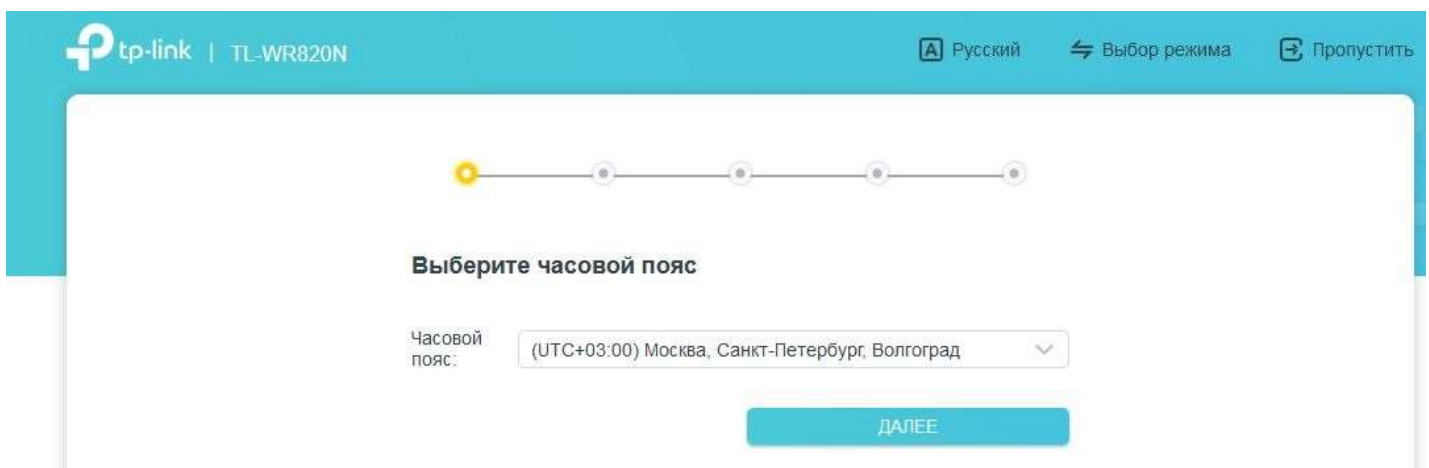 tp-link | TL-WR820N
Русский
Выбор режима
Пропустить
Выберите часовой пояс
Часовой
пояс:
(UTC+03:00) Москва, Санкт-Петербург, Волгоград
ДАЛЕЕ